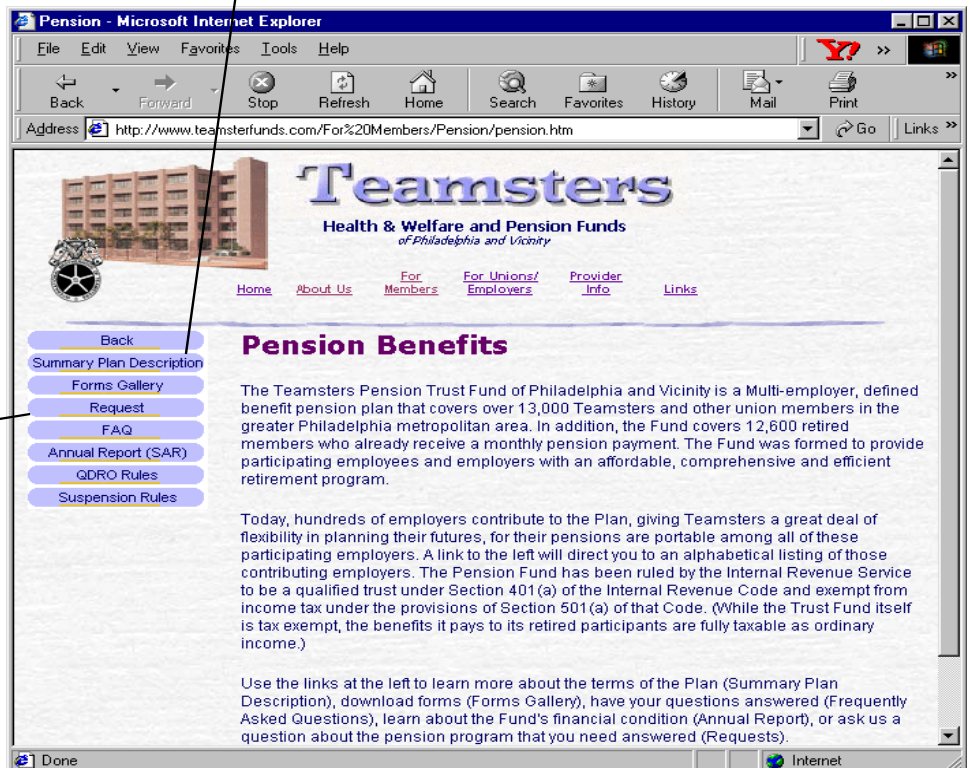 Pension - Microsoft Internet Explorer
File Edit View Favorites Tools Help
Y? »
Back Forward Stop Refresh Home Search Favorites History Mail Print »
Address http://www.teamsterfunds.com/For%20Members/Pension/pension.htm Go Links »
Teamsters
Health & Welfare and Pension Funds
of Philadelphia and Vicinity
Home About Us For Members For Unions/ Employers Provider Info Links
Back
Summary Plan Description
Forms Gallery
Request
FAQ
Annual Report (SAR)
QDRO Rules
Suspension Rules
Pension Benefits
The Teamsters Pension Trust Fund of Philadelphia and Vicinity is a Multi-employer, defined
benefit pension plan that covers over 13,000 Teamsters and other union members in the
greater Philadelphia metropolitan area. In addition, the Fund covers 12,600 retired
members who already receive a monthly pension payment. The Fund was formed to provide
participating employees and employers with an affordable, comprehensive and efficient
retirement program.
Today, hundreds of employers contribute to the Plan, giving Teamsters a great deal of
flexibility in planning their futures, for their pensions are portable among all of these
participating employers. A link to the left will direct you to an alphabetical listing of those
contributing employers. The Pension Fund has been ruled by the Internal Revenue Service
to be a qualified trust under Section 401(a) of the Internal Revenue Code and exempt from
income tax under the provisions of Section 501(a) of that Code. (While the Trust Fund itself
is tax exempt, the benefits it pays to its retired participants are fully taxable as ordinary
income.)
Use the links at the left to learn more about the terms of the Plan (Summary Plan
Description), download forms (Forms Gallery), have your questions answered (Frequently
Asked Questions), learn about the Fund's financial condition (Annual Report), or ask us a
question about the pension program that you need answered (Requests).
Done Internet